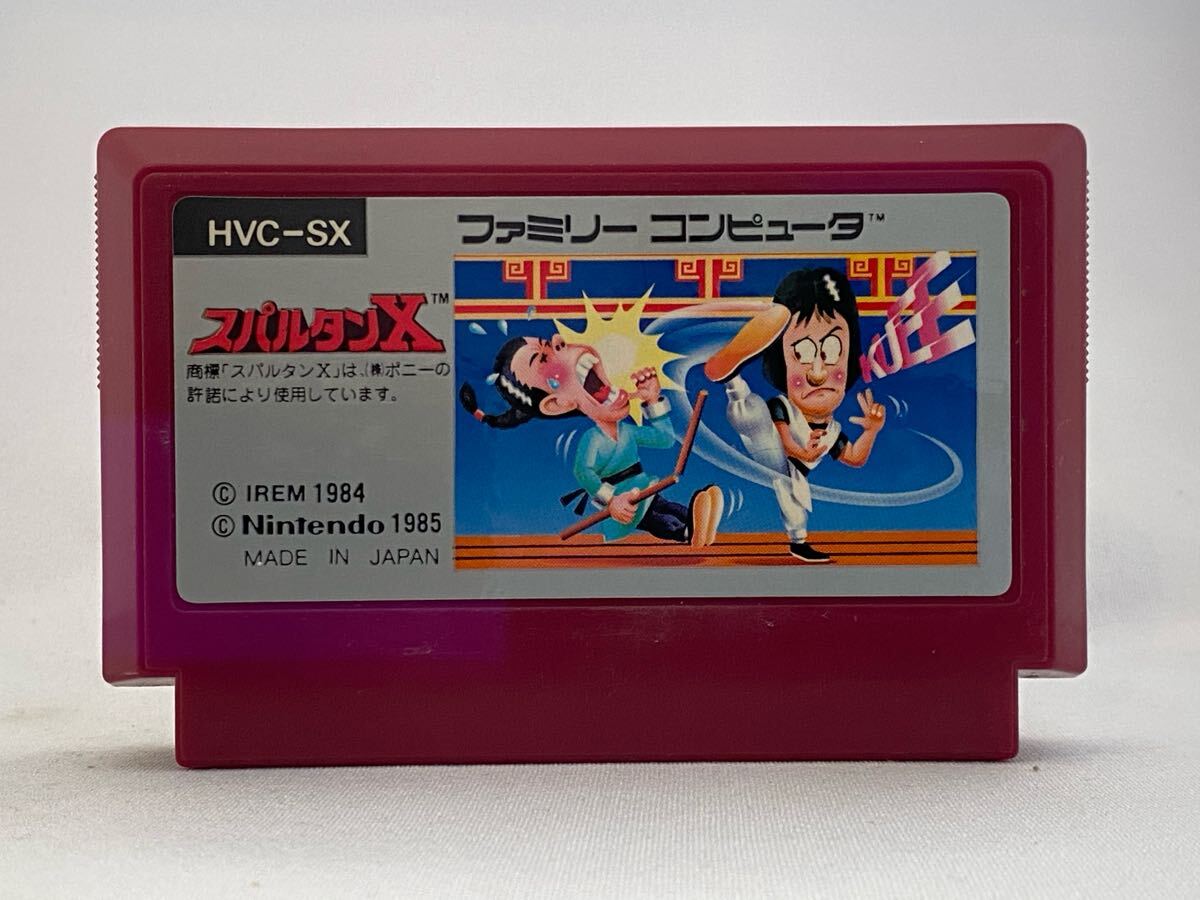 HVC-SX
ファミリー コンピュータ™
スパルタンX™
商標「スパルタンX」は、(株)ポニーの
許諾により使用しています。
© IREM 1984
© Nintendo 1985
MADE IN JAPAN